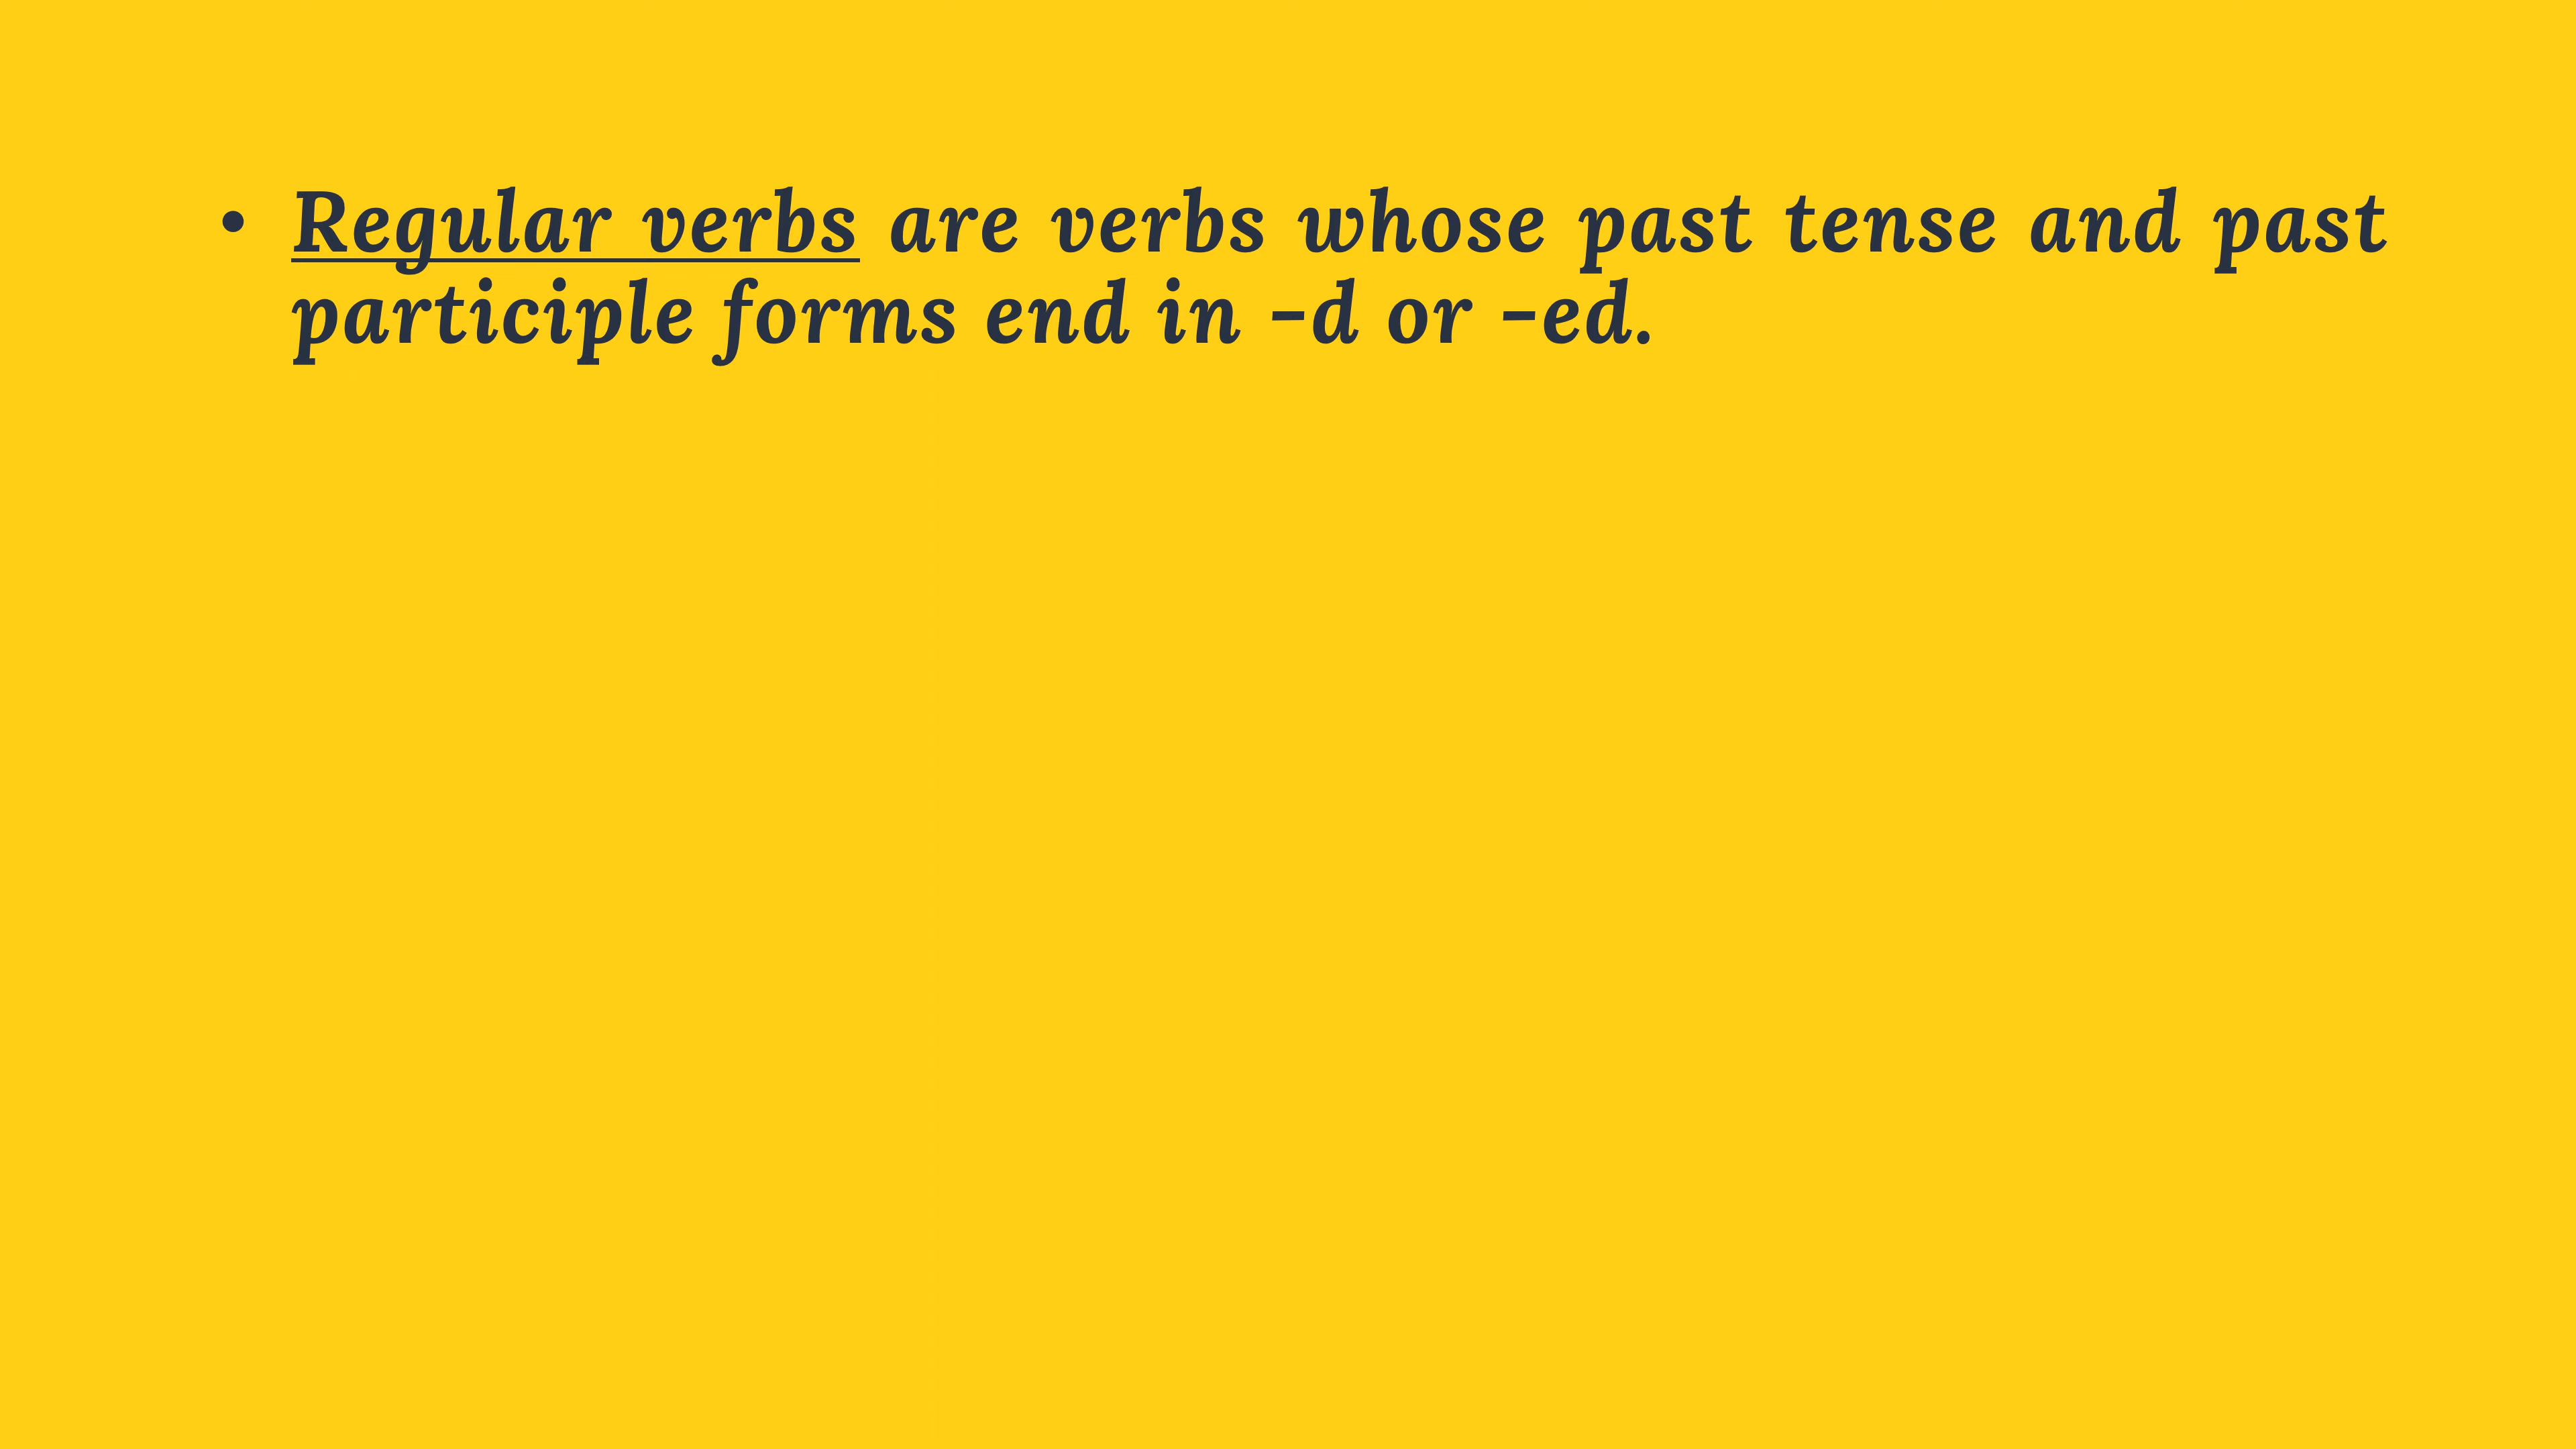 • Regular verbs are verbs whose past tense and past
participle forms end in –d or –ed.